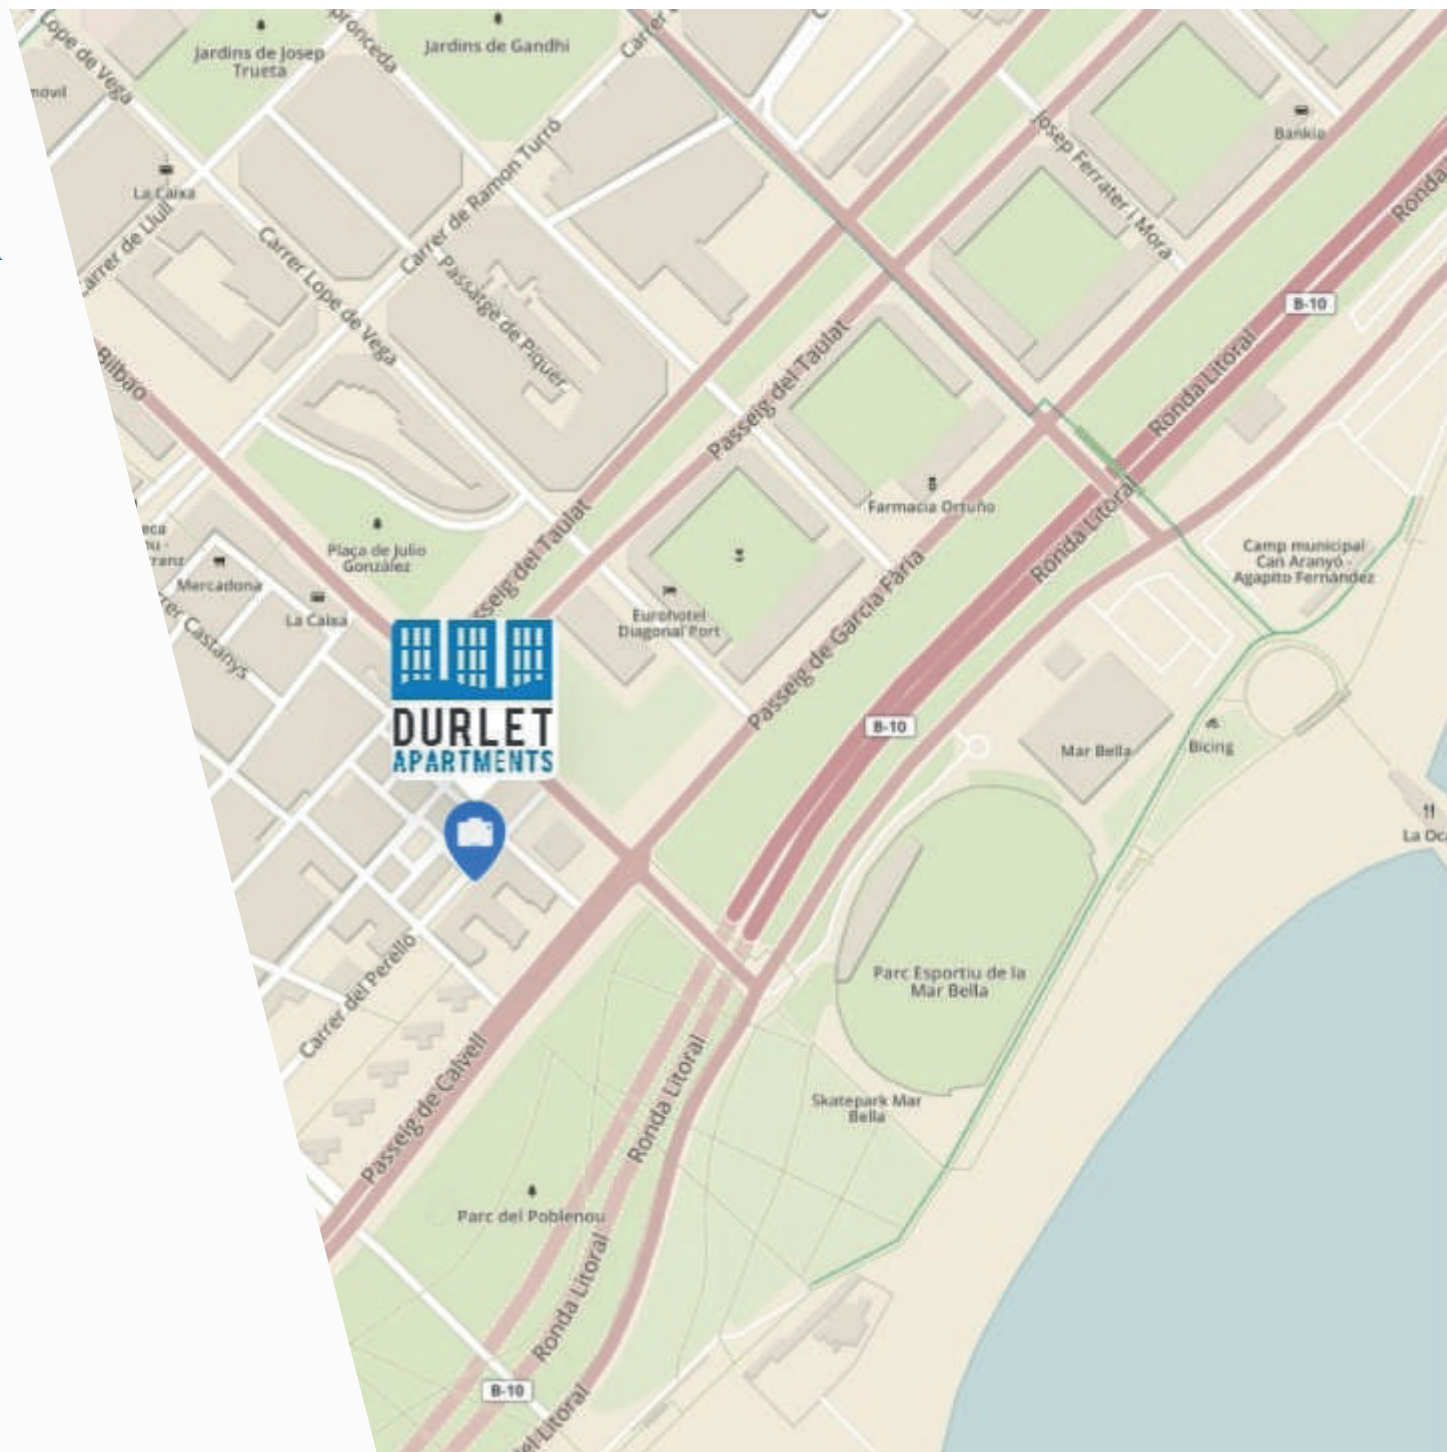 Lope de Vega
Jardins de Josep
Trueta
Jardins de Gandhi
Carrer
Bankia
Josep Ferrater i Mora
La Caixa
Carrer de Ramon Turró
Carrer de Llull
Carrer Lope de Vega
Passatge de Piquer
Ronda
B-10
Ronda Litoral
Bilbao
Passeig del Taulat
Farmacia Ortuño
Ronda Litoral
Passeig del Taulat
Plaça de Julio
González
Mercadona
La Caixa
Camp municipal
Can Aranyó -
Agapito Fernández
Eurohotel
Diagonal Port
Passeig de Garcia Fària
DURLET
APARTMENTS
B-10
Mar Bella
Bicing
Carrer del Perelló
Parc Esportiu de la
Mar Bella
Passeig de Calvell
Ronda Litoral
Skatepark Mar
Bella
Parc del Poblenou
Ronda Litoral
B-10
Litoral